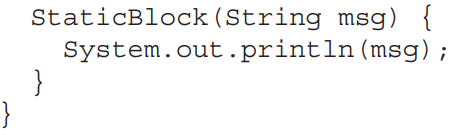 StaticBlock(String msg) {
System.out.println(msg);
}
}